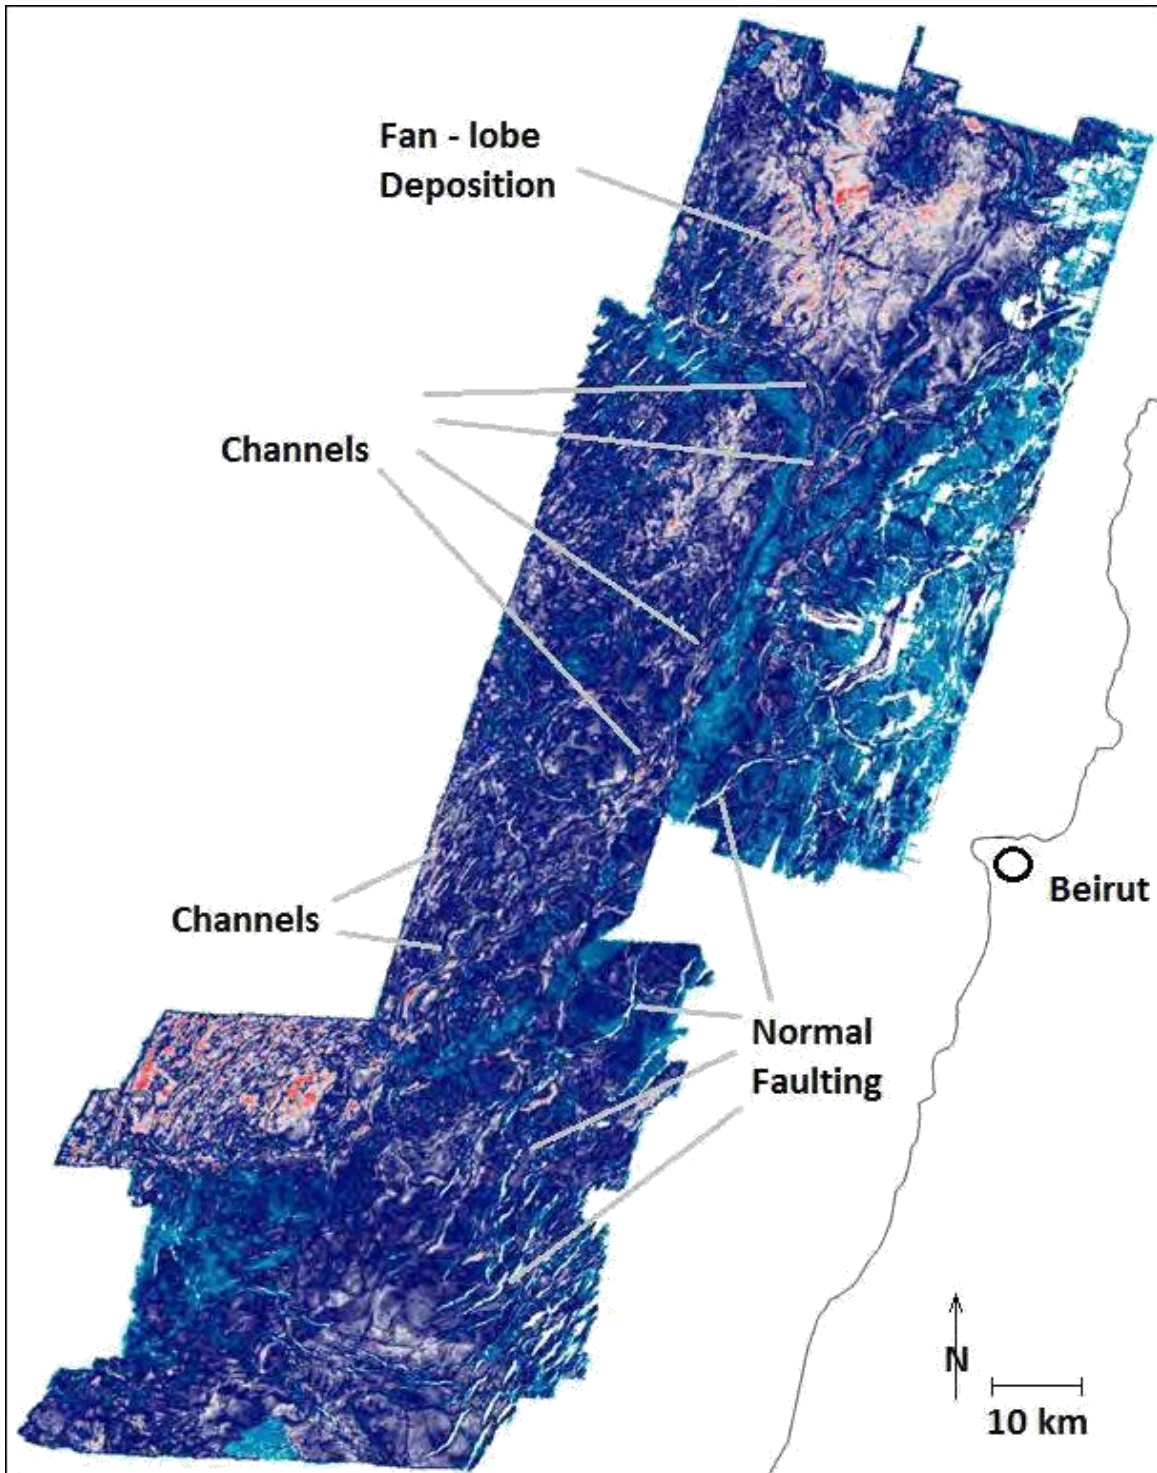 Fan - lobe
Deposition
Channels
Beirut
Channels
Normal
Faulting
N
10 km